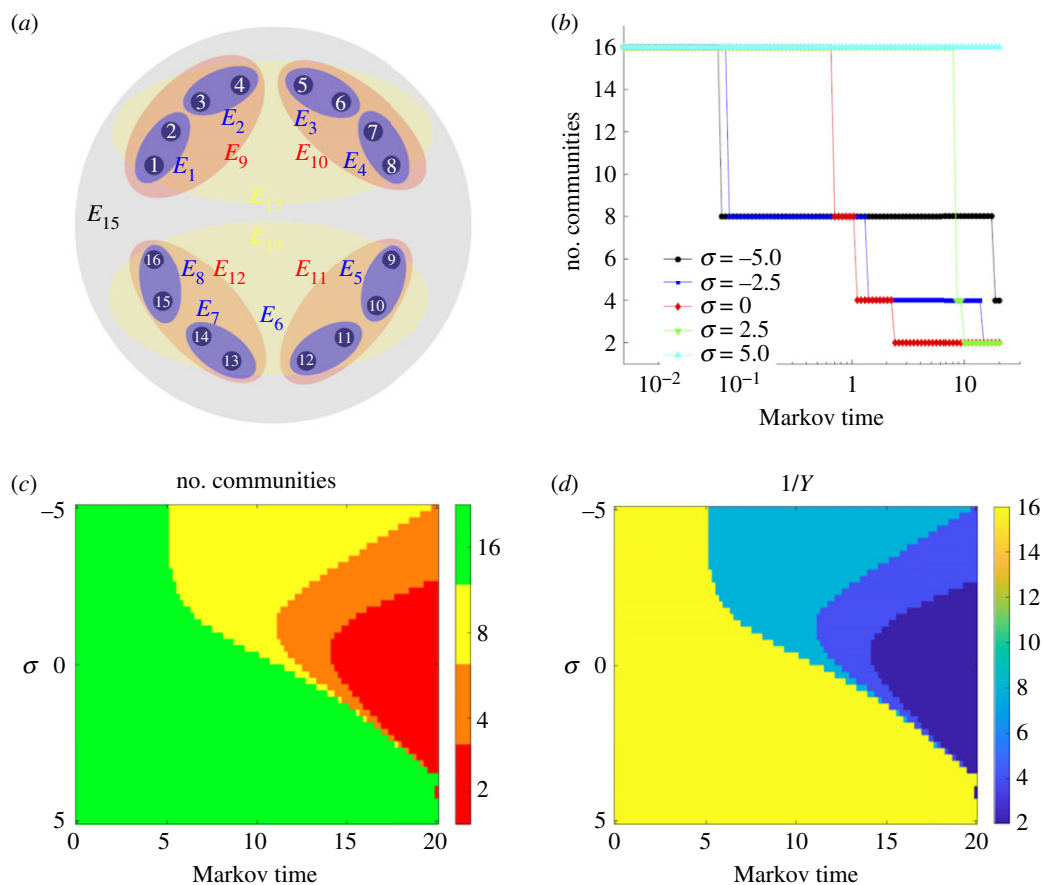 (a)
1
2
3
4
5
6
7
8
E1
E2
E3
E4
E9
E10
E13
E15
E14
16
15
14
13
12
11
10
9
E8
E12
E11
E5
E7
E6
(b)
no. communities
16
14
12
10
8
6
4
2
σ = –5.0
σ = –2.5
σ = 0
σ = 2.5
σ = 5.0
10–2
10–1
1
10
Markov time
(c)
no. communities
–5
σ
0
5
0
5
10
15
20
Markov time
16
8
4
2
(d)
1/Y
–5
σ
0
5
0
5
10
15
20
Markov time
16
14
12
10
8
6
4
2